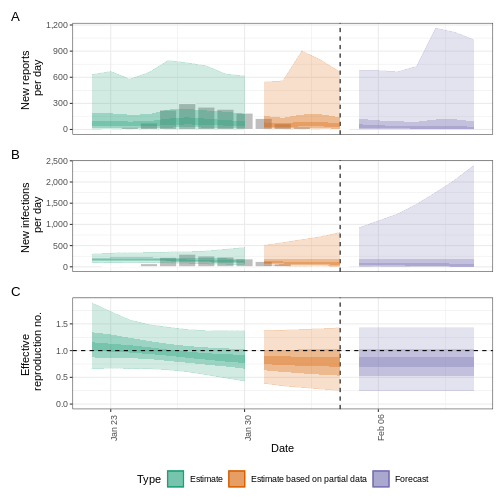 A
New reports
per day
1,200
900
600
300
0
B
New infections
per day
2,500
2,000
1,500
1,000
500
0
C
Effective
reproduction no.
1.5
1.0
0.5
0.0
Jan 23
Jan 30
Feb 06
Date
Type Estimate Estimate based on partial data Forecast